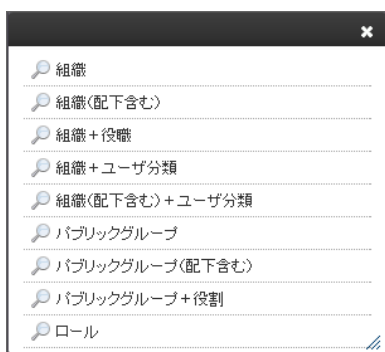 組織
組織(配下含む)
組織+役職
組織+ユーザ分類
組織(配下含む)+ユーザ分類
パブリックグループ
パブリックグループ(配下含む)
パブリックグループ+役割
ロール